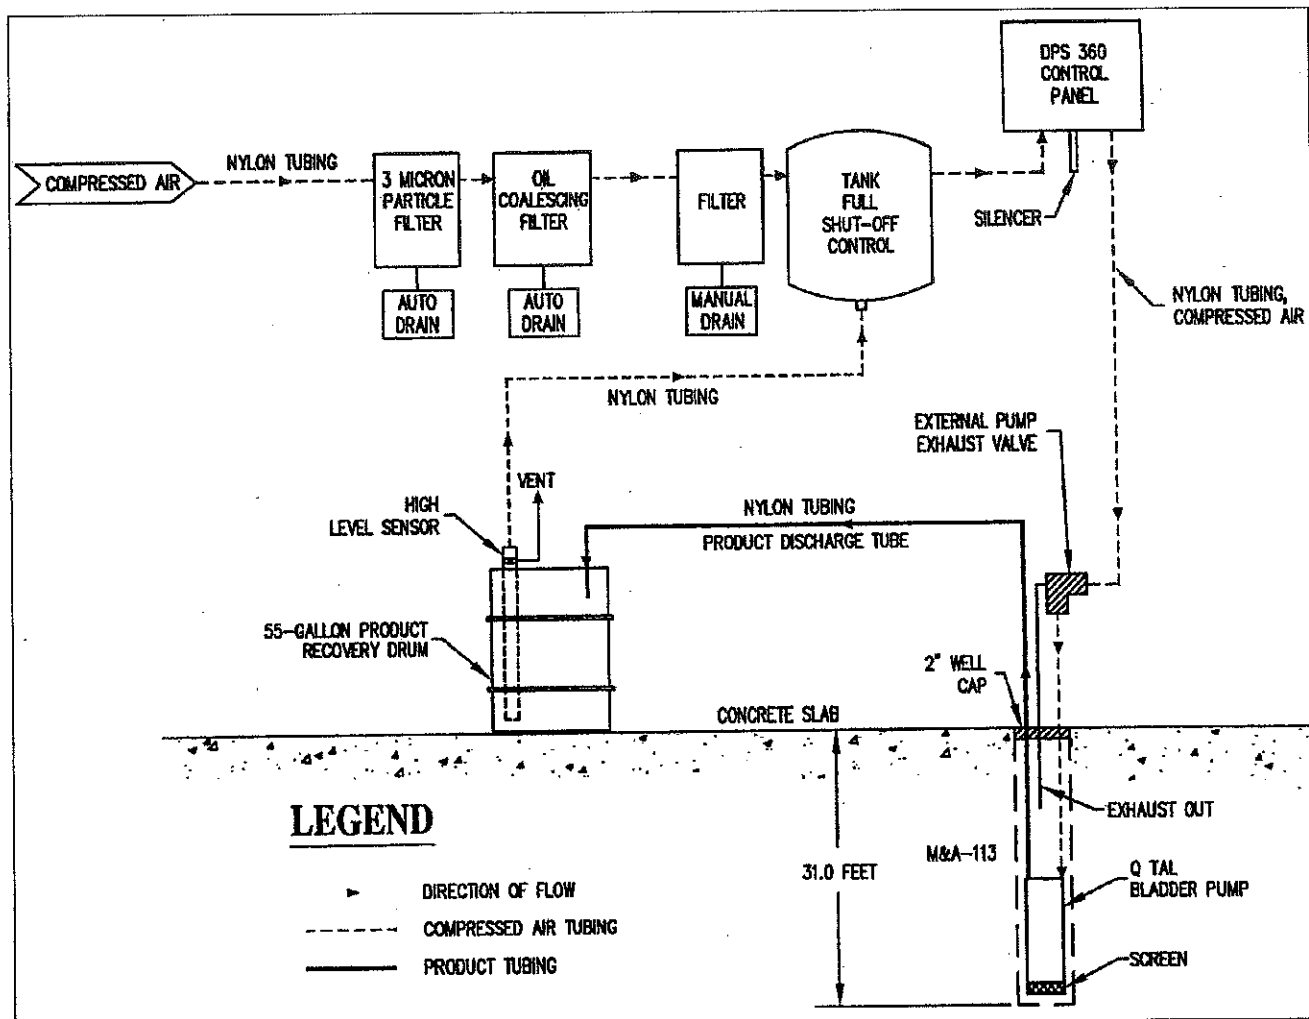 DPS 360
CONTROL
PANEL
COMPRESSED AIR
NYLON TUBING
3 MICRON
PARTICLE
FILTER
OIL
COALESCING
FILTER
FILTER
TANK
FULL
SHUT-OFF
CONTROL
SILENCER
AUTO
DRAIN
AUTO
DRAIN
MANUAL
DRAIN
NYLON TUBING,
COMPRESSED AIR
NYLON TUBING
EXTERNAL PUMP
EXHAUST VALVE
VENT
HIGH
LEVEL SENSOR
NYLON TUBING
PRODUCT DISCHARGE TUBE
55-GALLON PRODUCT
RECOVERY DRUM
2" WELL
CAP
CONCRETE SLAB
EXHAUST OUT
M&A-113
31.0 FEET
Q TAL
BLADDER PUMP
SCREEN
LEGEND
DIRECTION OF FLOW
COMPRESSED AIR TUBING
PRODUCT TUBING